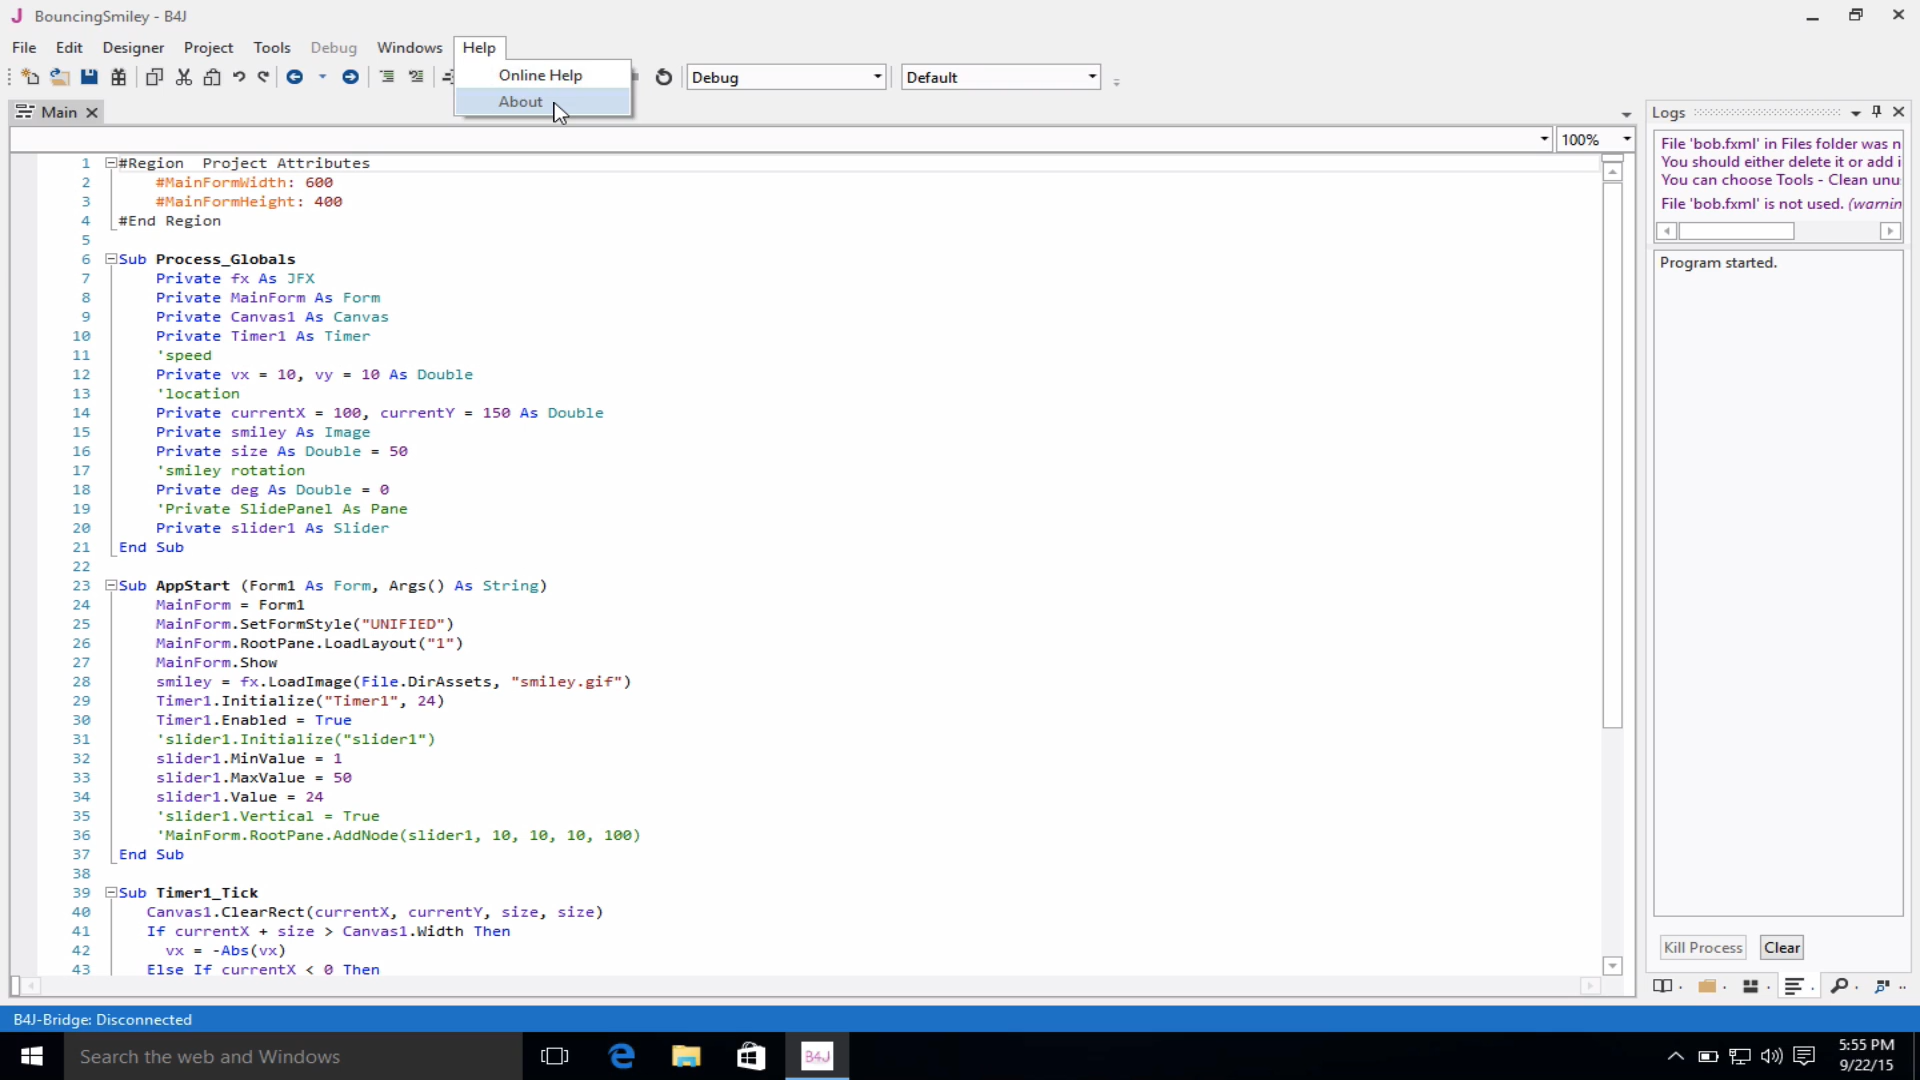 BouncingSmiley - B4J
File Edit Designer Project Tools Debug Windows Help
Online Help
About
Debug
Default
Main
100%
1 #Region  Project Attributes
2 #MainFormWidth: 600
3 #MainFormHeight: 400
4 #End Region
5
6 Sub Process_Globals
7 Private fx As JFX
8 Private MainForm As Form
9 Private Canvas1 As Canvas
10 Private Timer1 As Timer
11 'speed
12 Private vx = 10, vy = 10 As Double
13 'location
14 Private currentX = 100, currentY = 150 As Double
15 Private smiley As Image
16 Private size As Double = 50
17 'smiley rotation
18 Private deg As Double = 0
19 'Private SlidePanel As Pane
20 Private slider1 As Slider
21 End Sub
22
23 Sub AppStart (Form1 As Form, Args() As String)
24 MainForm = Form1
25 MainForm.SetFormStyle("UNIFIED")
26 MainForm.RootPane.LoadLayout("1")
27 MainForm.Show
28 smiley = fx.LoadImage(File.DirAssets, "smiley.gif")
29 Timer1.Initialize("Timer1", 24)
30 Timer1.Enabled = True
31 'slider1.Initialize("slider1")
32 slider1.MinValue = 1
33 slider1.MaxValue = 50
34 slider1.Value = 24
35 'slider1.Vertical = True
36 'MainForm.RootPane.AddNode(slider1, 10, 10, 10, 100)
37 End Sub
38
39 Sub Timer1_Tick
40 Canvas1.ClearRect(currentX, currentY, size, size)
41 If currentX + size > Canvas1.Width Then
42 vx = -Abs(vx)
43 Else If currentX < 0 Then
Logs
File 'bob.fxml' in Files folder was n
You should either delete it or add i
You can choose Tools - Clean unu
File 'bob.fxml' is not used. (warnin
Program started.
Kill Process
Clear
B4J-Bridge: Disconnected
Search the web and Windows
B4J
5:55 PM
9/22/15